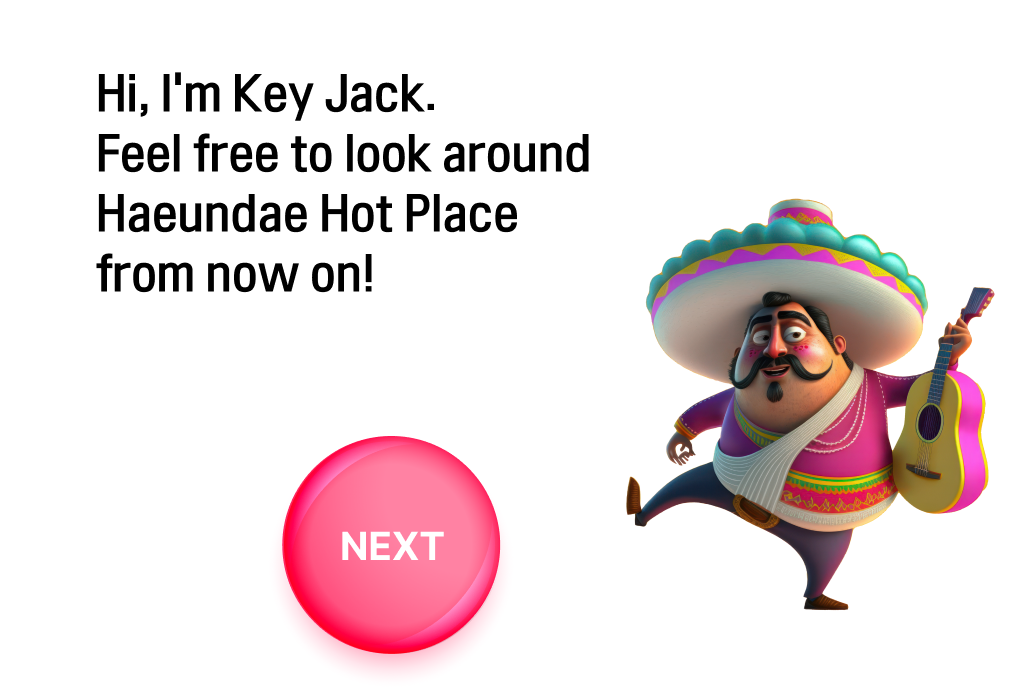 Hi, I'm Key Jack.
Feel free to look around
Haeundae Hot Place
from now on!
NEXT